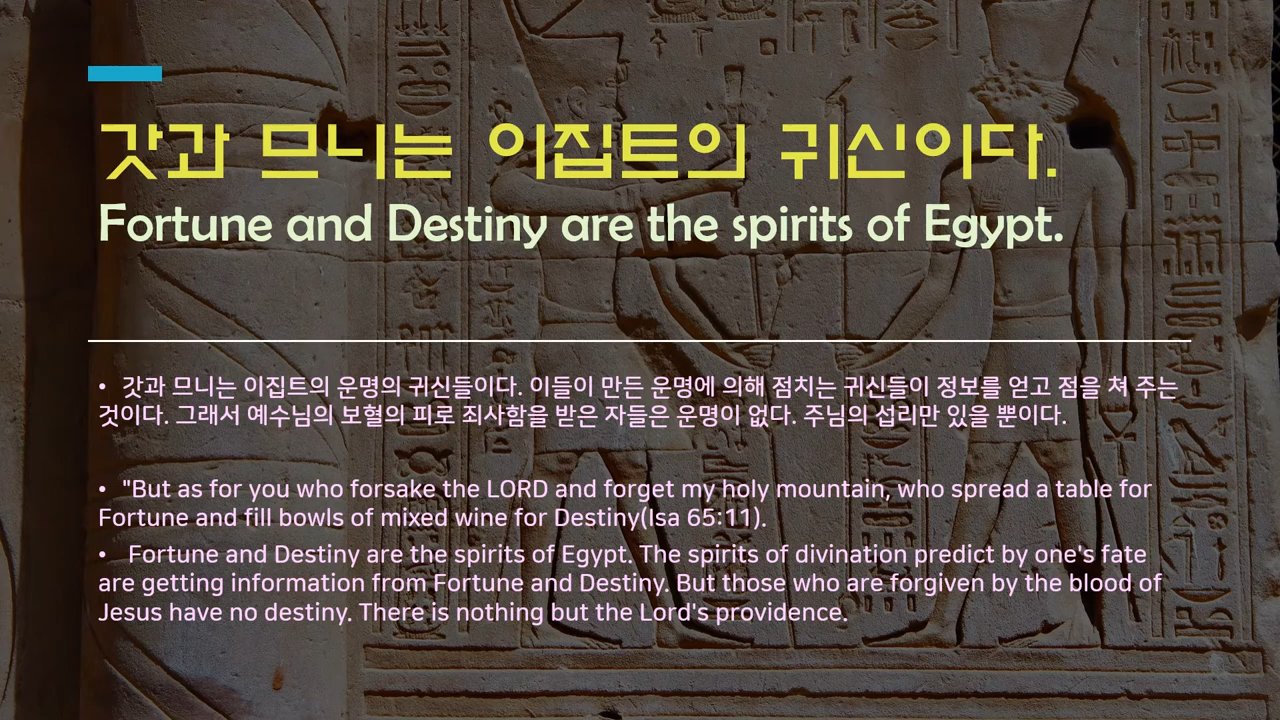 갓과 므니는 이집트의 귀신이다.
Fortune and Destiny are the spirits of Egypt.
• 갓과 므니는 이집트의 운명의 귀신들이다. 이들이 만든 운명에 의해 점치는 귀신들이 정보를 얻고 점을 쳐 주는
것이다. 그래서 예수님의 보혈의 피로 죄사함을 받은 자들은 운명이 없다. 주님의 섭리만 있을 뿐이다.
• "But as for you who forsake the LORD and forget my holy mountain, who spread a table for
Fortune and fill bowls of mixed wine for Destiny(Isa 65:11).
• Fortune and Destiny are the spirits of Egypt. The spirits of divination predict by one's fate
are getting information from Fortune and Destiny. But those who are forgiven by the blood of
Jesus have no destiny. There is nothing but the Lord's providence.